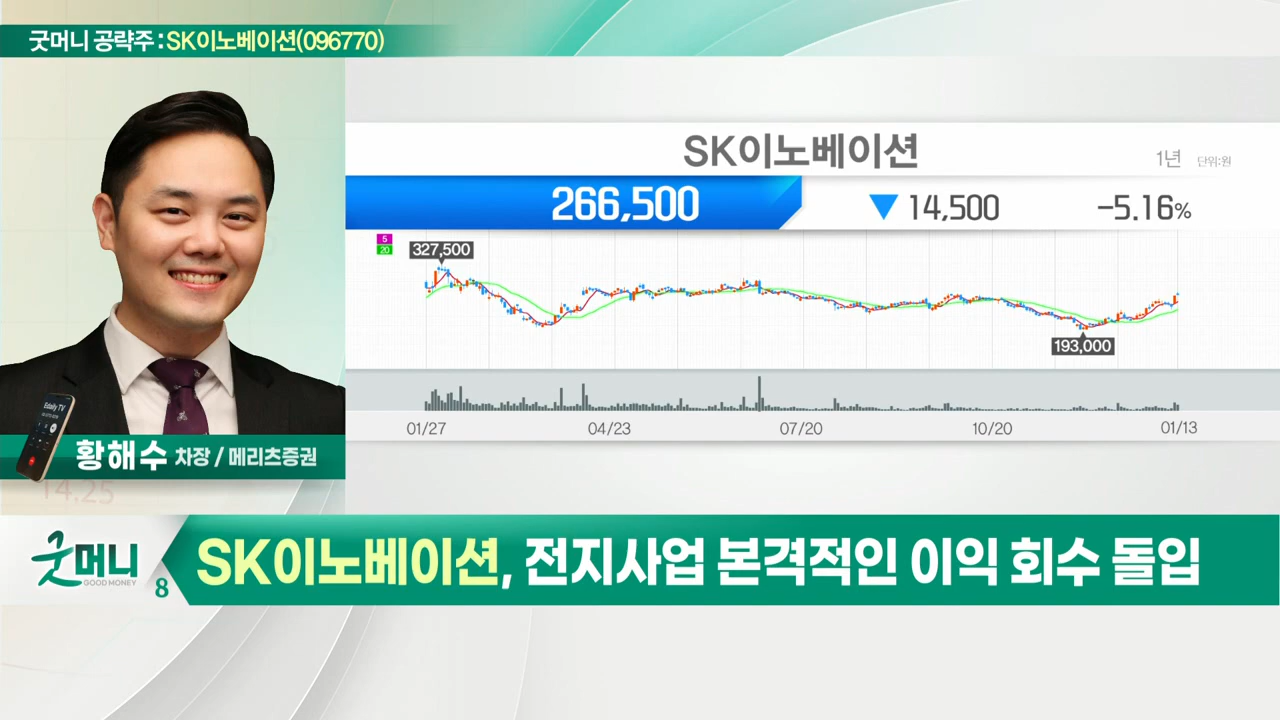 굿머니 공략주 : SK이노베이션(096770)
SK이노베이션
1년 단위:원
266,500 ▼ 14,500 -5.16%
5
20
327,500
193,000
01/27 04/23 07/20 10/20 01/13
Edaily TV
황해수 차장 / 메리츠증권
14.25
굿머니
GOOD MONEY
8
SK이노베이션, 전지사업 본격적인 이익 회수 돌입